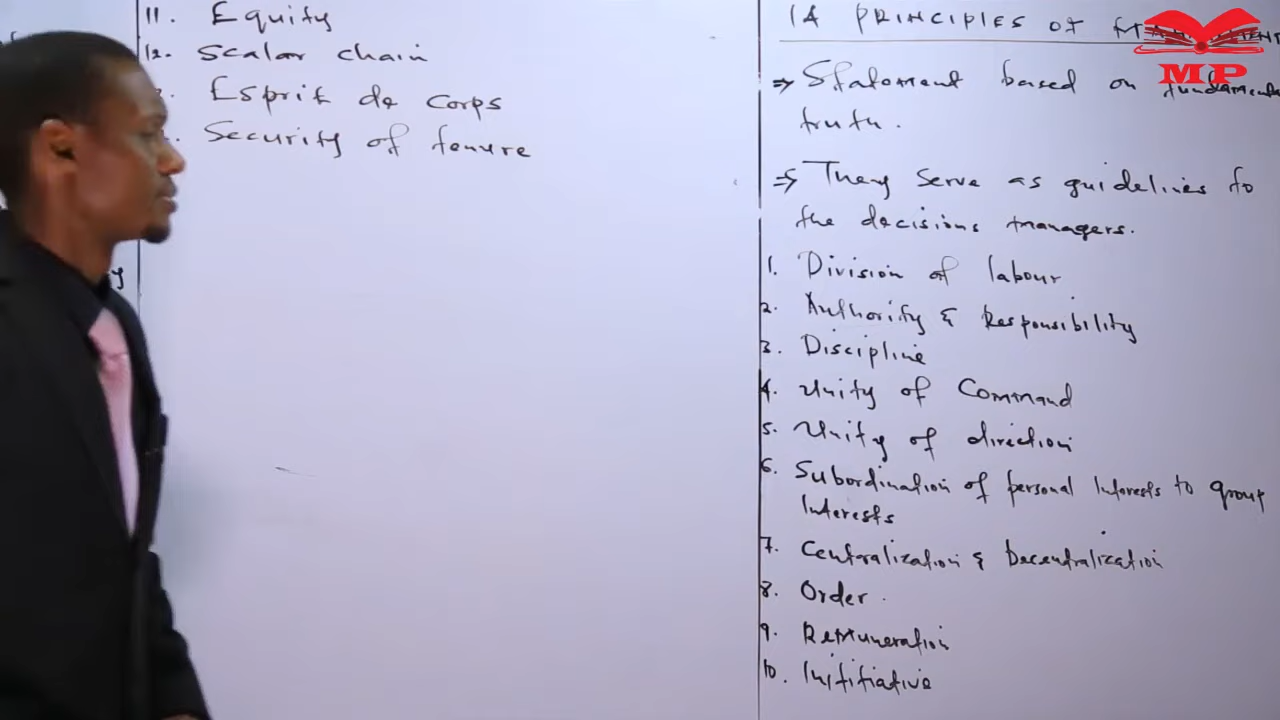 14 PRINCIPLES OF
MP
⇒ Statement based on fundamental
truth.
⇒ They serve as guidelines to
the decisions managers.
1. Division of labour
2. Authority & Responsibility
3. Discipline
4. Unity of Command
5. Unity of direction
6. Subordination of personal Interests to group
Interests
7. Centralization & Decentralization
8. Order.
9. Remuneration
10. Inititiative
11. Equity
12. Scalar chain
Esprit de corps
Security of tenure